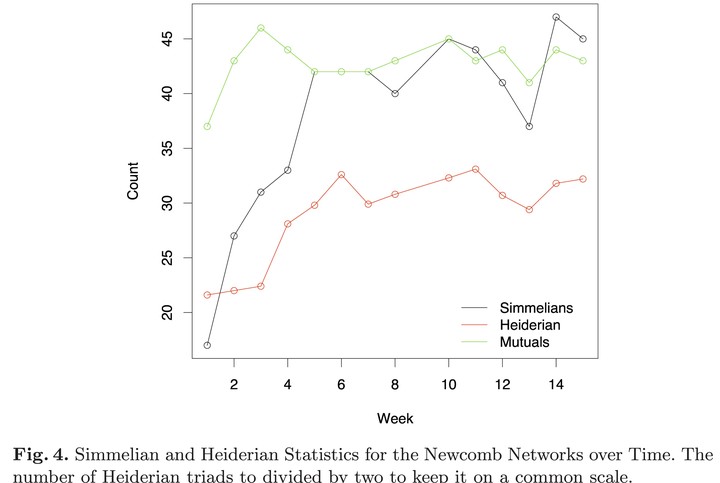 45
40
35
30
25
20
Count
Simmelians
Heiderian
Mutuals
2 4 6 8 10 12 14
Week
Fig. 4. Simmelian and Heiderian Statistics for the Newcomb Networks over Time. The
number of Heiderian triads to divided by two to keep it on a common scale.